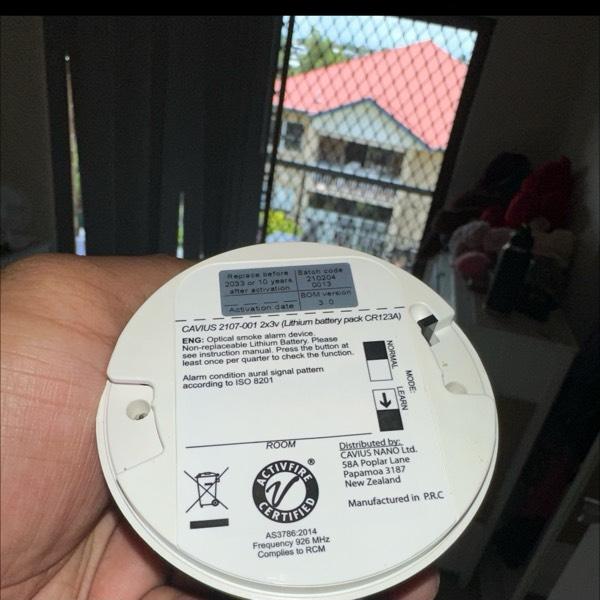 Replace before
2033 or 10 years
after activation
Activation date
Batch code
210204
0013
BOM version
3.0
CAVIUS 2107-001 2x3v (Lithium battery pack CR123A)
ENG: Optical smoke alarm device.
Non-replaceable Lithium Battery. Please
see instruction manual. Press the button at
least once per quarter to check the function.
Alarm condition aural signal pattern
according to ISO 8201
MODE:
NORMAL
LEARN
ROOM
ACTIVFIRE
CERTIFIED
®
AS3786:2014
Frequency 926 MHz
Complies to RCM
Distributed by:
CAVIUS NANO Ltd.
58A Poplar Lane
Papamoa 3187
New Zealand
Manufactured in P.R.C